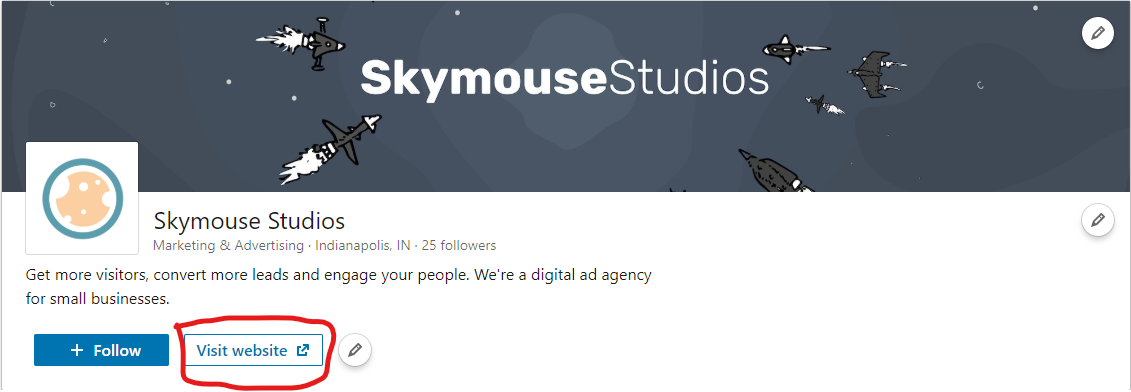 SkymouseStudios
Skymouse Studios
Marketing & Advertising · Indianapolis, IN · 25 followers
Get more visitors, convert more leads and engage your people. We're a digital ad agency
for small businesses.
+ Follow
Visit website